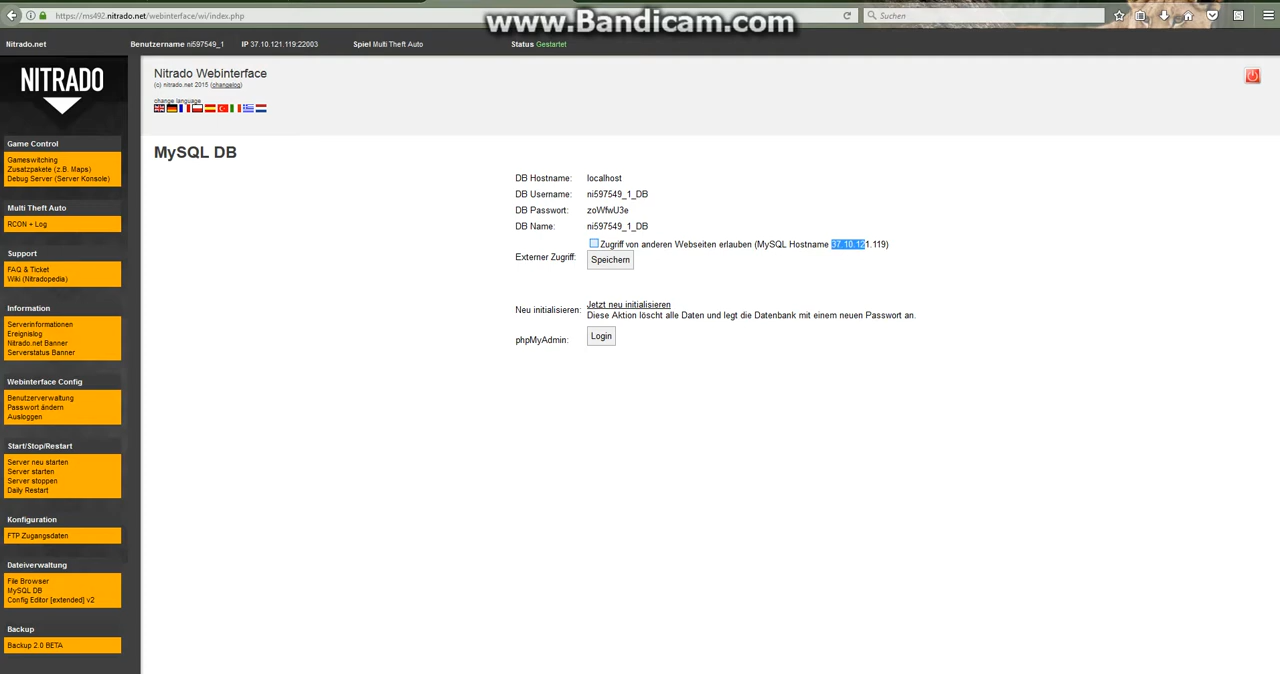 www.Bandicam.com
https://ms492.nitrado.net/webinterface/wi/index.php
Suchen
Nitrado.net Benutzername ni597549_1 IP 37.10.121.119:22003 Spiel Multi Theft Auto Status Gestartet
NITRADO
Nitrado Webinterface
(c) nitrado.net 2015 (changelog)
change language
Game Control
Gameswitching
Zusatzpakete (z.B. Maps)
Debug Server (Server Konsole)
Multi Theft Auto
RCON + Log
Support
FAQ & Ticket
Wiki (Nitradopedia)
Information
Serverinformationen
Ereignislog
Nitrado.net Banner
Serverstatus Banner
Webinterface Config
Benutzerverwaltung
Passwort ändern
Ausloggen
Start/Stop/Restart
Server neu starten
Server starten
Server stoppen
Daily Restart
Konfiguration
FTP Zugangsdaten
Dateiverwaltung
File Browser
MySQL DB
Config Editor [extended] v2
Backup
Backup 2.0 BETA
MySQL DB
DB Hostname: localhost
DB Username: ni597549_1_DB
DB Passwort: zoWfwU3e
DB Name: ni597549_1_DB
Zugriff von anderen Webseiten erlauben (MySQL Hostname 37.10.121.119)
Externer Zugriff: Speichern
Neu initialisieren: Jetzt neu initialisieren
Diese Aktion löscht alle Daten und legt die Datenbank mit einem neuen Passwort an.
phpMyAdmin: Login